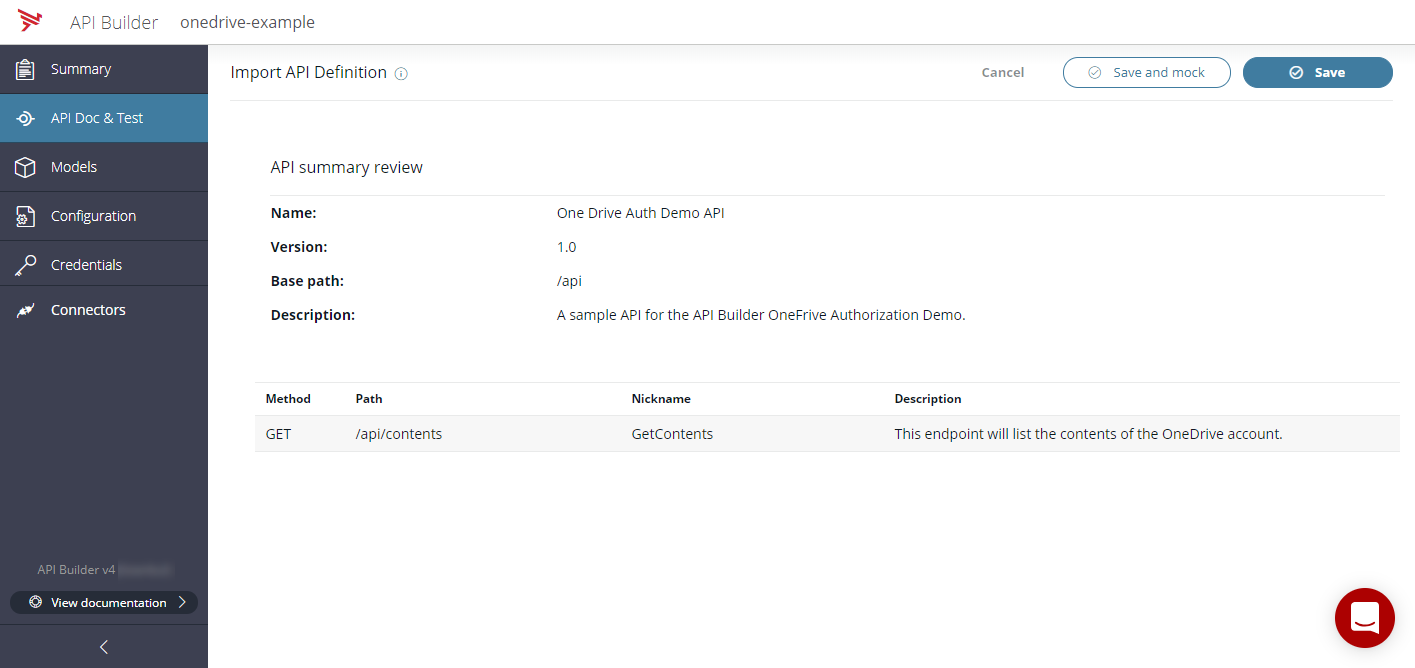 API Builder onedrive-example
Summary
API Doc & Test
Models
Configuration
Credentials
Connectors
API Builder v4
View documentation
Import API Definition
Cancel Save and mock Save
API summary review
Name: One Drive Auth Demo API
Version: 1.0
Base path: /api
Description: A sample API for the API Builder OneFrive Authorization Demo.
Method Path Nickname Description
GET /api/contents GetContents This endpoint will list the contents of the OneDrive account.